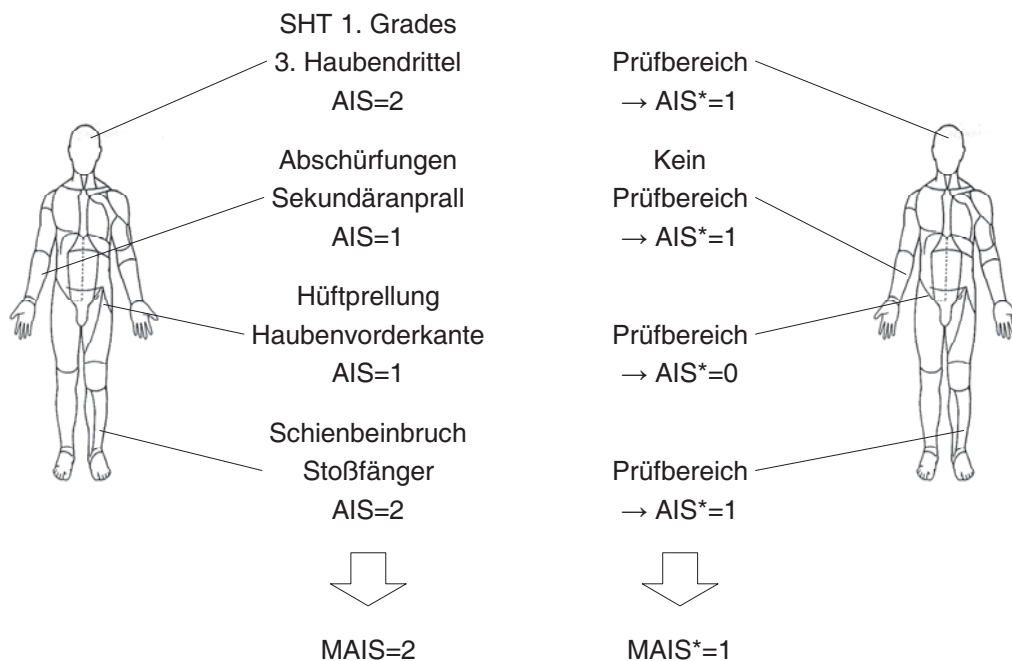 SHT 1. Grades
3. Haubendrittel
AIS=2
Abschürfungen
Sekundäranprall
AIS=1
Hüftprellung
Haubenvorderkante
AIS=1
Schienbeinbruch
Stoßfänger
AIS=2
MAIS=2
Prüfbereich
→ AIS*=1
Kein
Prüfbereich
→ AIS*=1
Prüfbereich
→ AIS*=0
Prüfbereich
→ AIS*=1
MAIS*=1